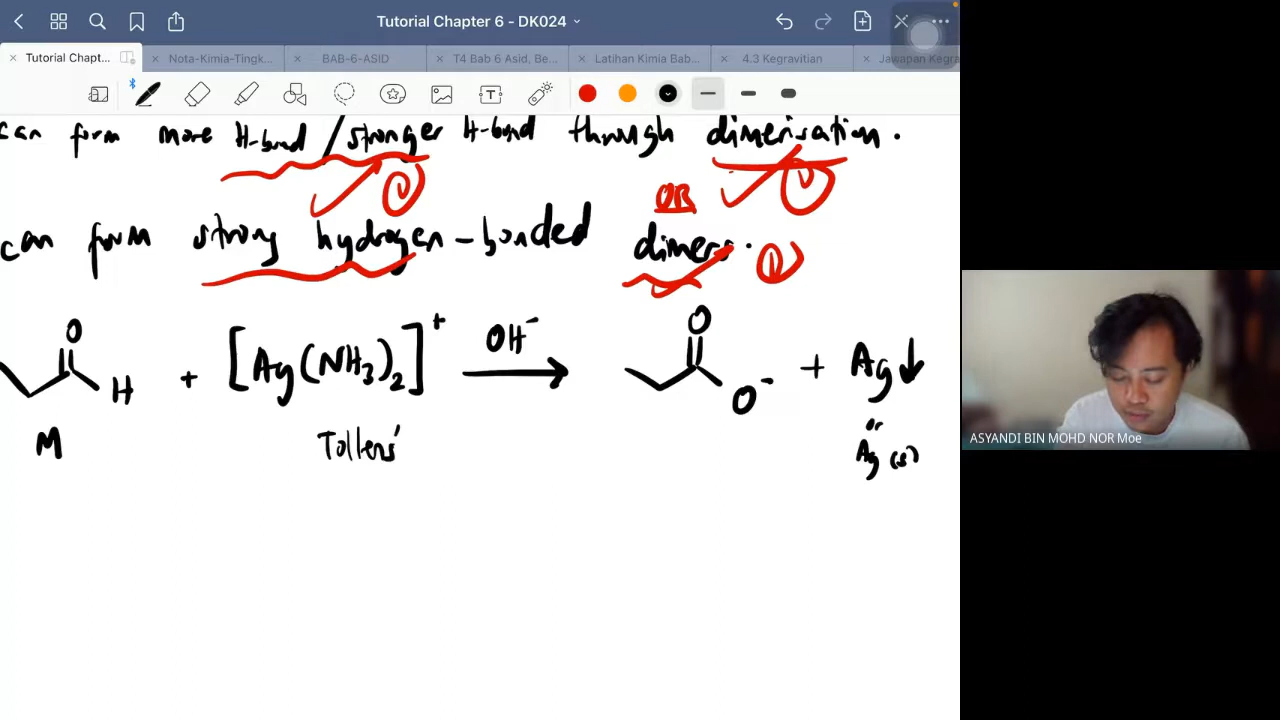 Tutorial Chapter 6 - DK024
Tutorial Chapt...
Nota-Kimia-Tingk...
BAB-6-ASID
T4 Bab 6 Asid, Be...
Latihan Kimia Bab...
4.3 Kegravitian
Jawapan Kegra
can form more H-bond / stronger H-bond through dimerisation.
OR
can form strong hydrogen-bonded dimers.
O
H
M
+ [Ag(NH3)2]+
Tollens'
OH-
O
O-
+ Ag↓
or
Ag (s)
ASYANDI BIN MOHD NOR Moe